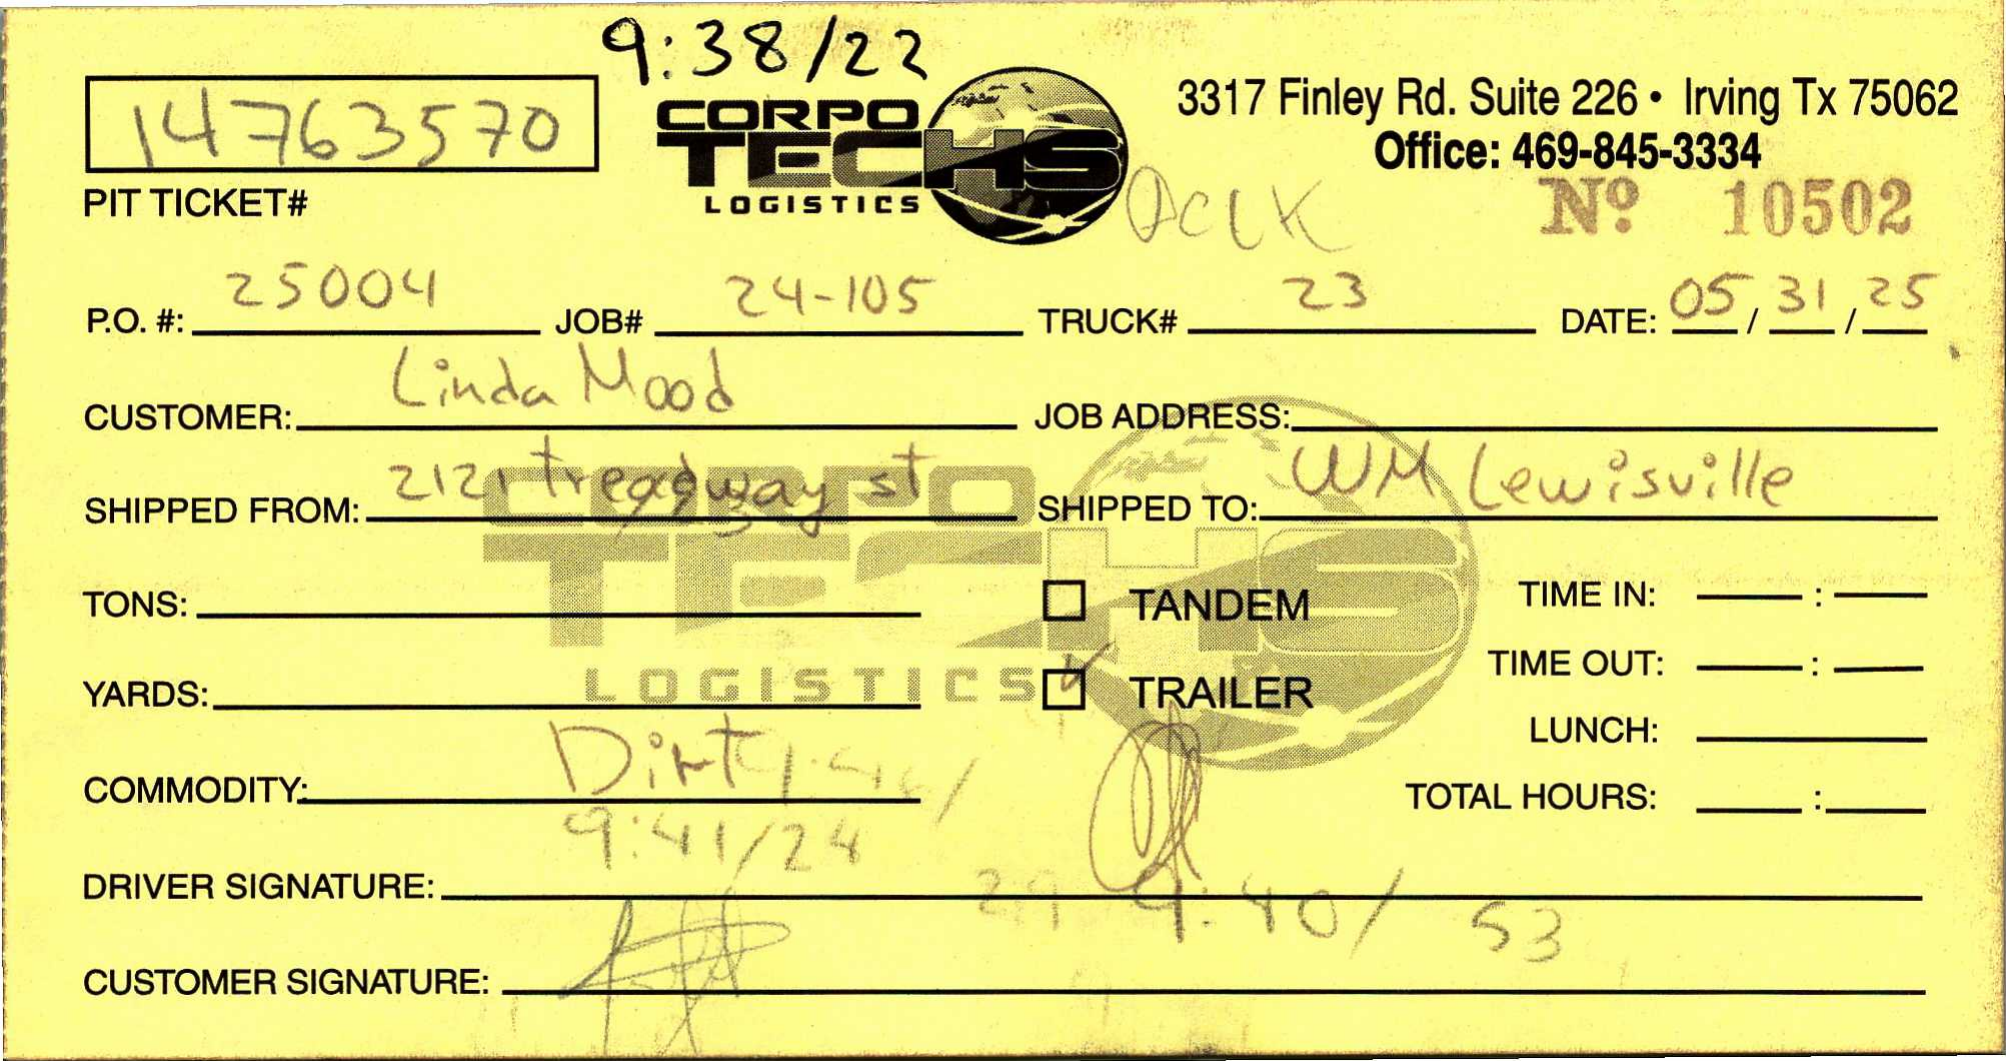 9:38/22
14763570
CORPO
TECHS
LOGISTICS
3317 Finley Rd. Suite 226 • Irving Tx 75062
Office: 469-845-3334
PIT TICKET#
Nº 10502
P.O. #: 25004 JOB# 24-105 TRUCK# 23 DATE: 05/31/25
CUSTOMER: Linda Mood JOB ADDRESS:
SHIPPED FROM: 2121 treadway st SHIPPED TO: WM Lewisville
CORPO
TECHS
LOGISTICS
TONS: TANDEM TIME IN: :
YARDS: TRAILER TIME OUT: :
LUNCH:
COMMODITY: Dirt TOTAL HOURS: :
9:41/24
DRIVER SIGNATURE:
29 9:40/ 53
CUSTOMER SIGNATURE: